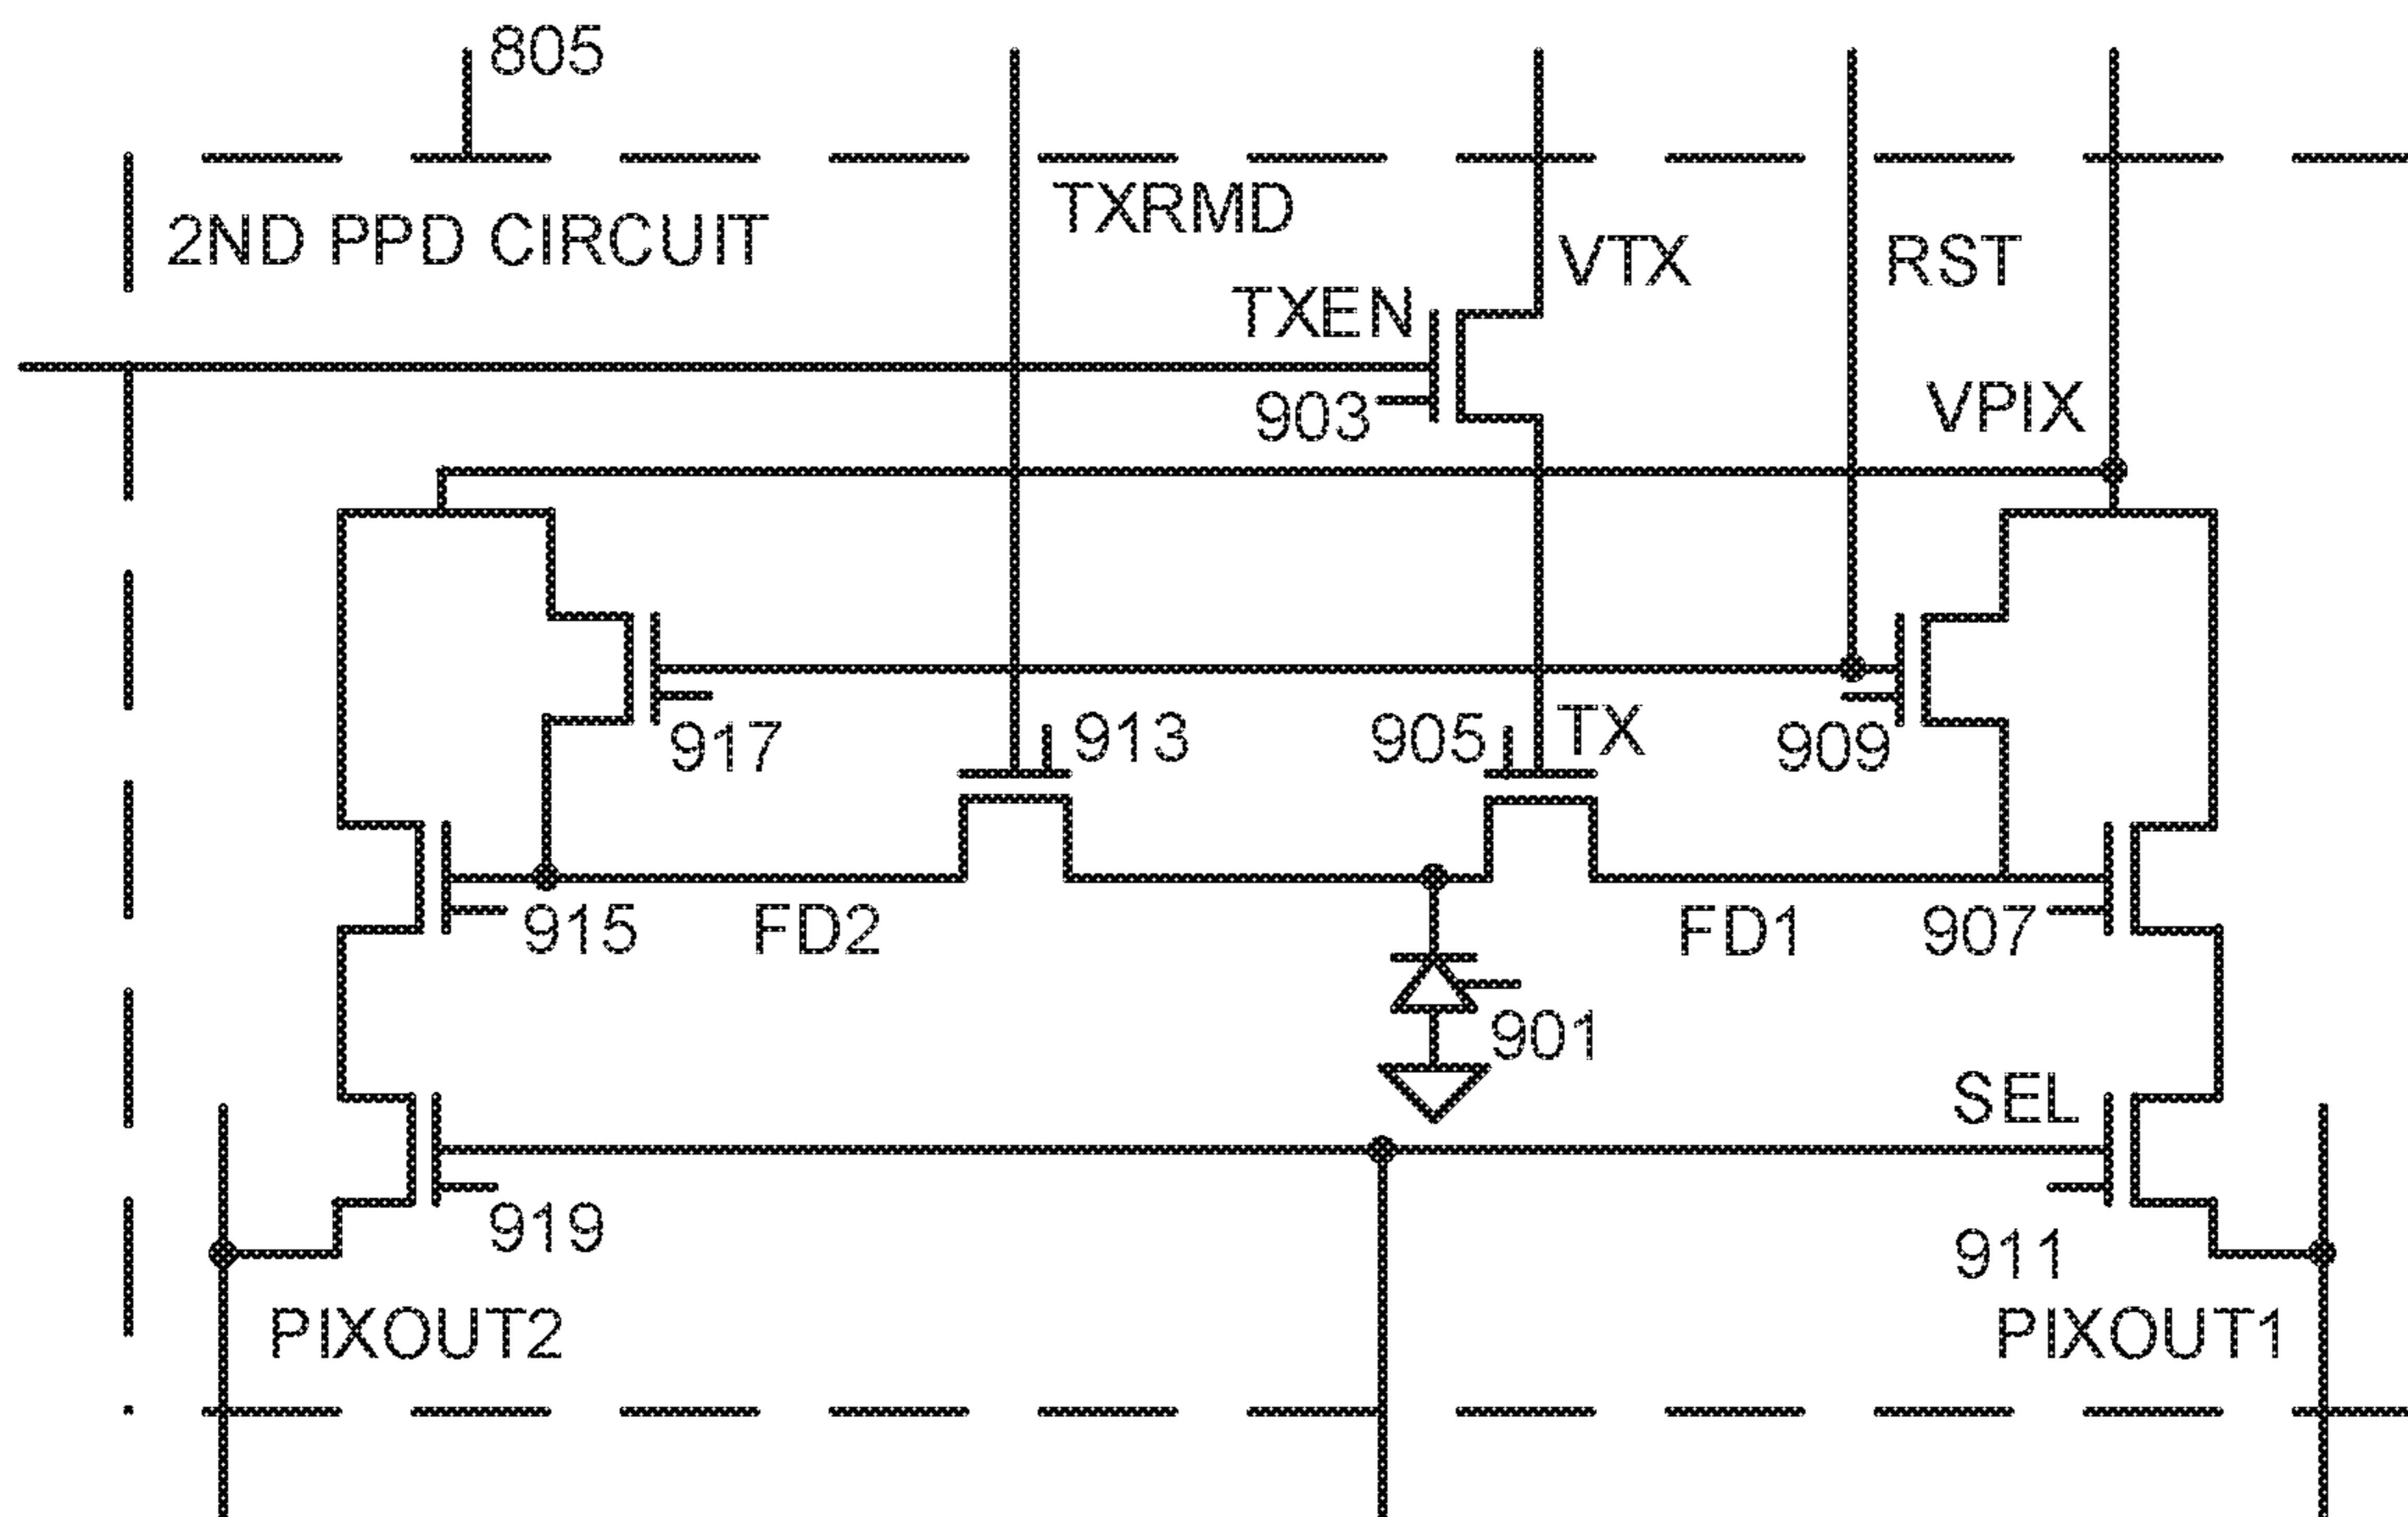 805
TXRMD
2ND PPD CIRCUIT
VTX
RST
TXEN
VPIX
903
917
913
905
TX
909
915
FD2
FD1
907
901
SEL
919
911
PIXOUT2
PIXOUT1